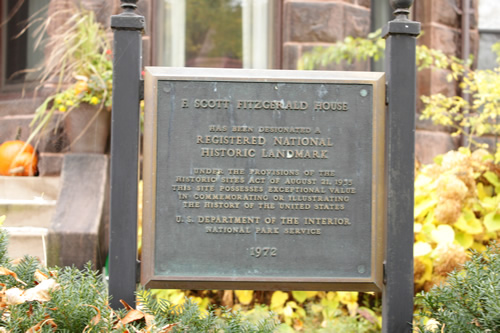 F. SCOTT FITZGERALD HOUSE
HAS BEEN DESIGNATED A
REGISTERED NATIONAL
HISTORIC LANDMARK
UNDER THE PROVISIONS OF THE
HISTORIC SITES ACT OF AUGUST 21, 1935
THIS SITE POSSESSES EXCEPTIONAL VALUE
IN COMMEMORATING OR ILLUSTRATING
THE HISTORY OF THE UNITED STATES
U. S. DEPARTMENT OF THE INTERIOR
NATIONAL PARK SERVICE
1972